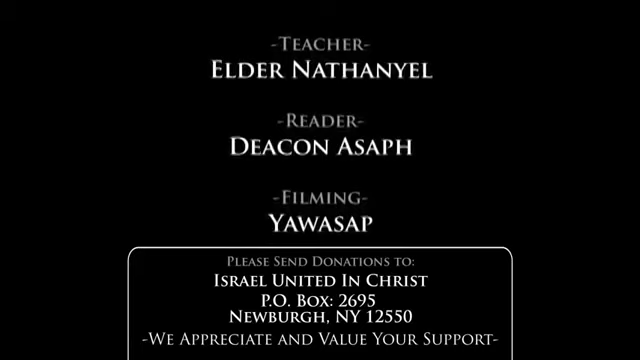 -Teacher-
Elder Nathanyel
-Reader-
Deacon Asaph
-Filming-
Yawasap
Please Send Donations to:
Israel United In Christ
P.O. Box: 2695
Newburgh, NY 12550
-We Appreciate and Value Your Support-